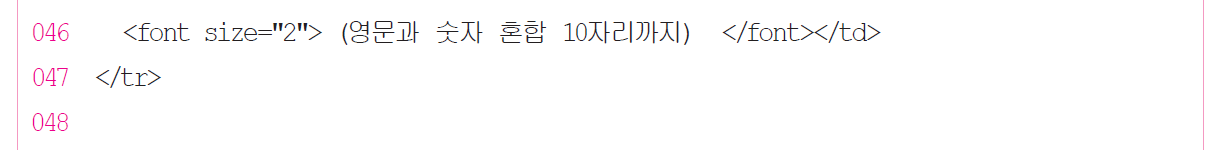 046    <font size="2"> (영문과 숫자 혼합 10자리까지)  </font></td>
047  </tr>
048